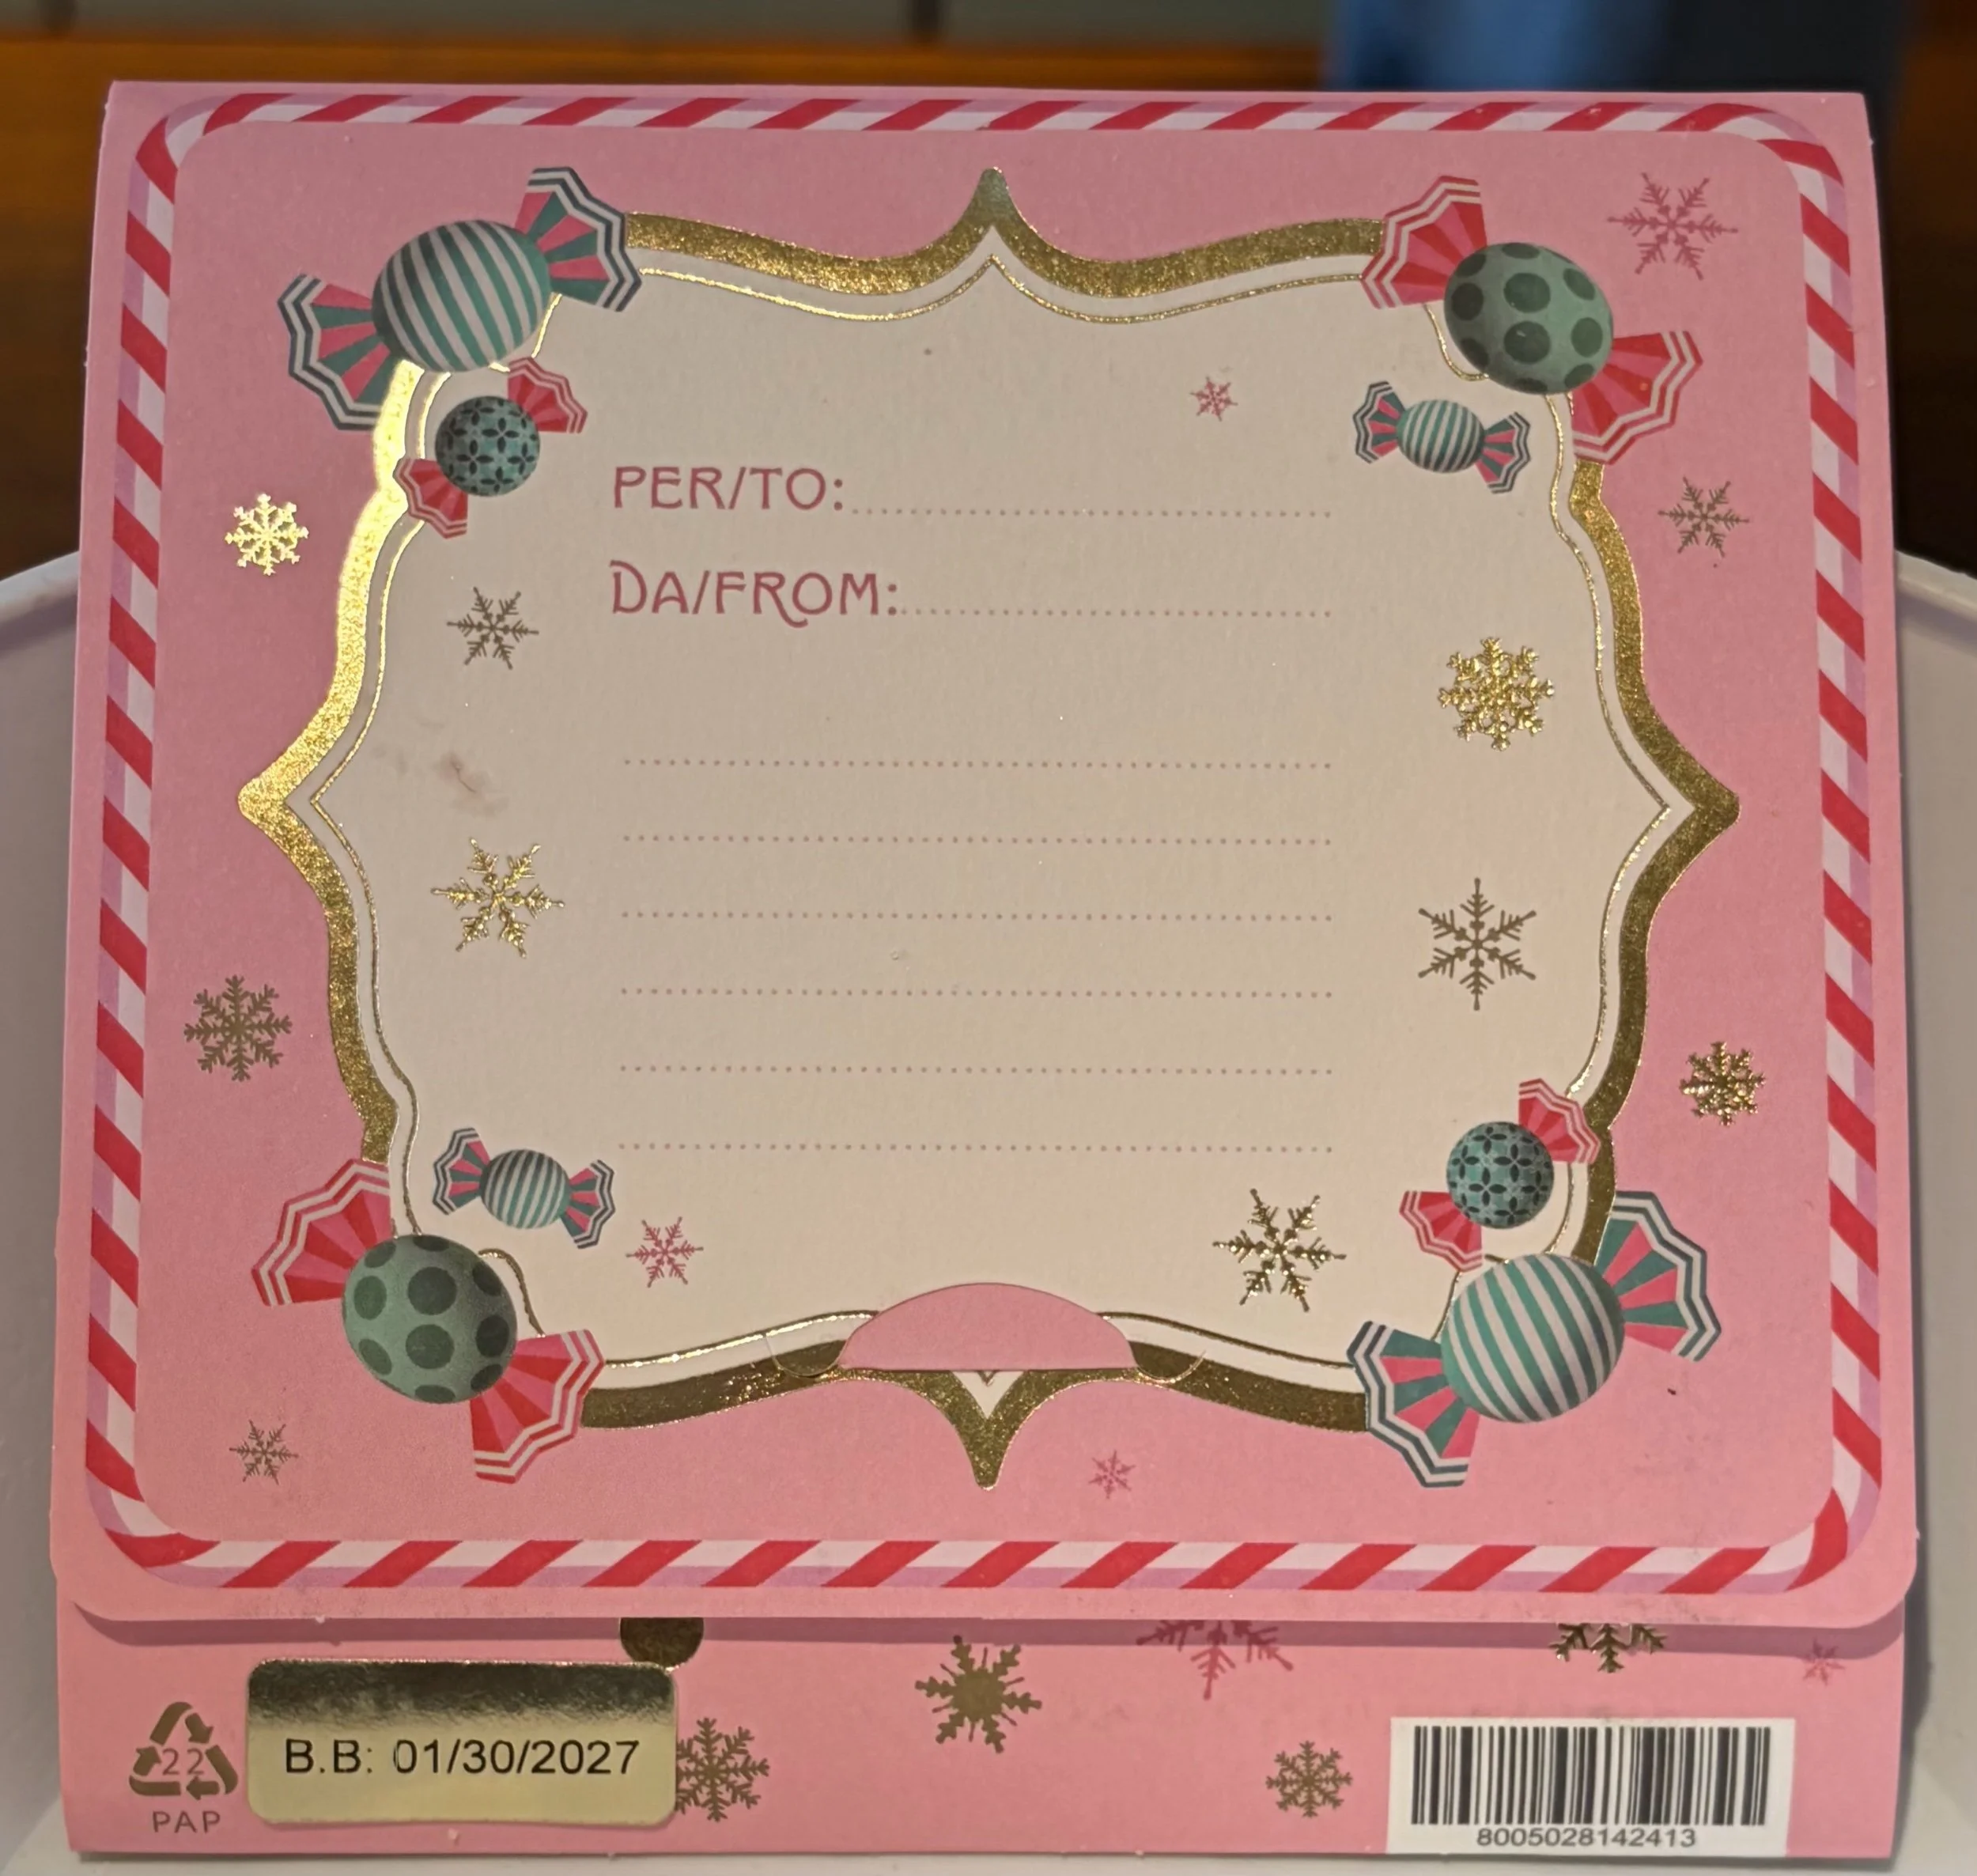 PER/TO:
DA/FROM:
22
PAP
B.B: 01/30/2027
8005028142413